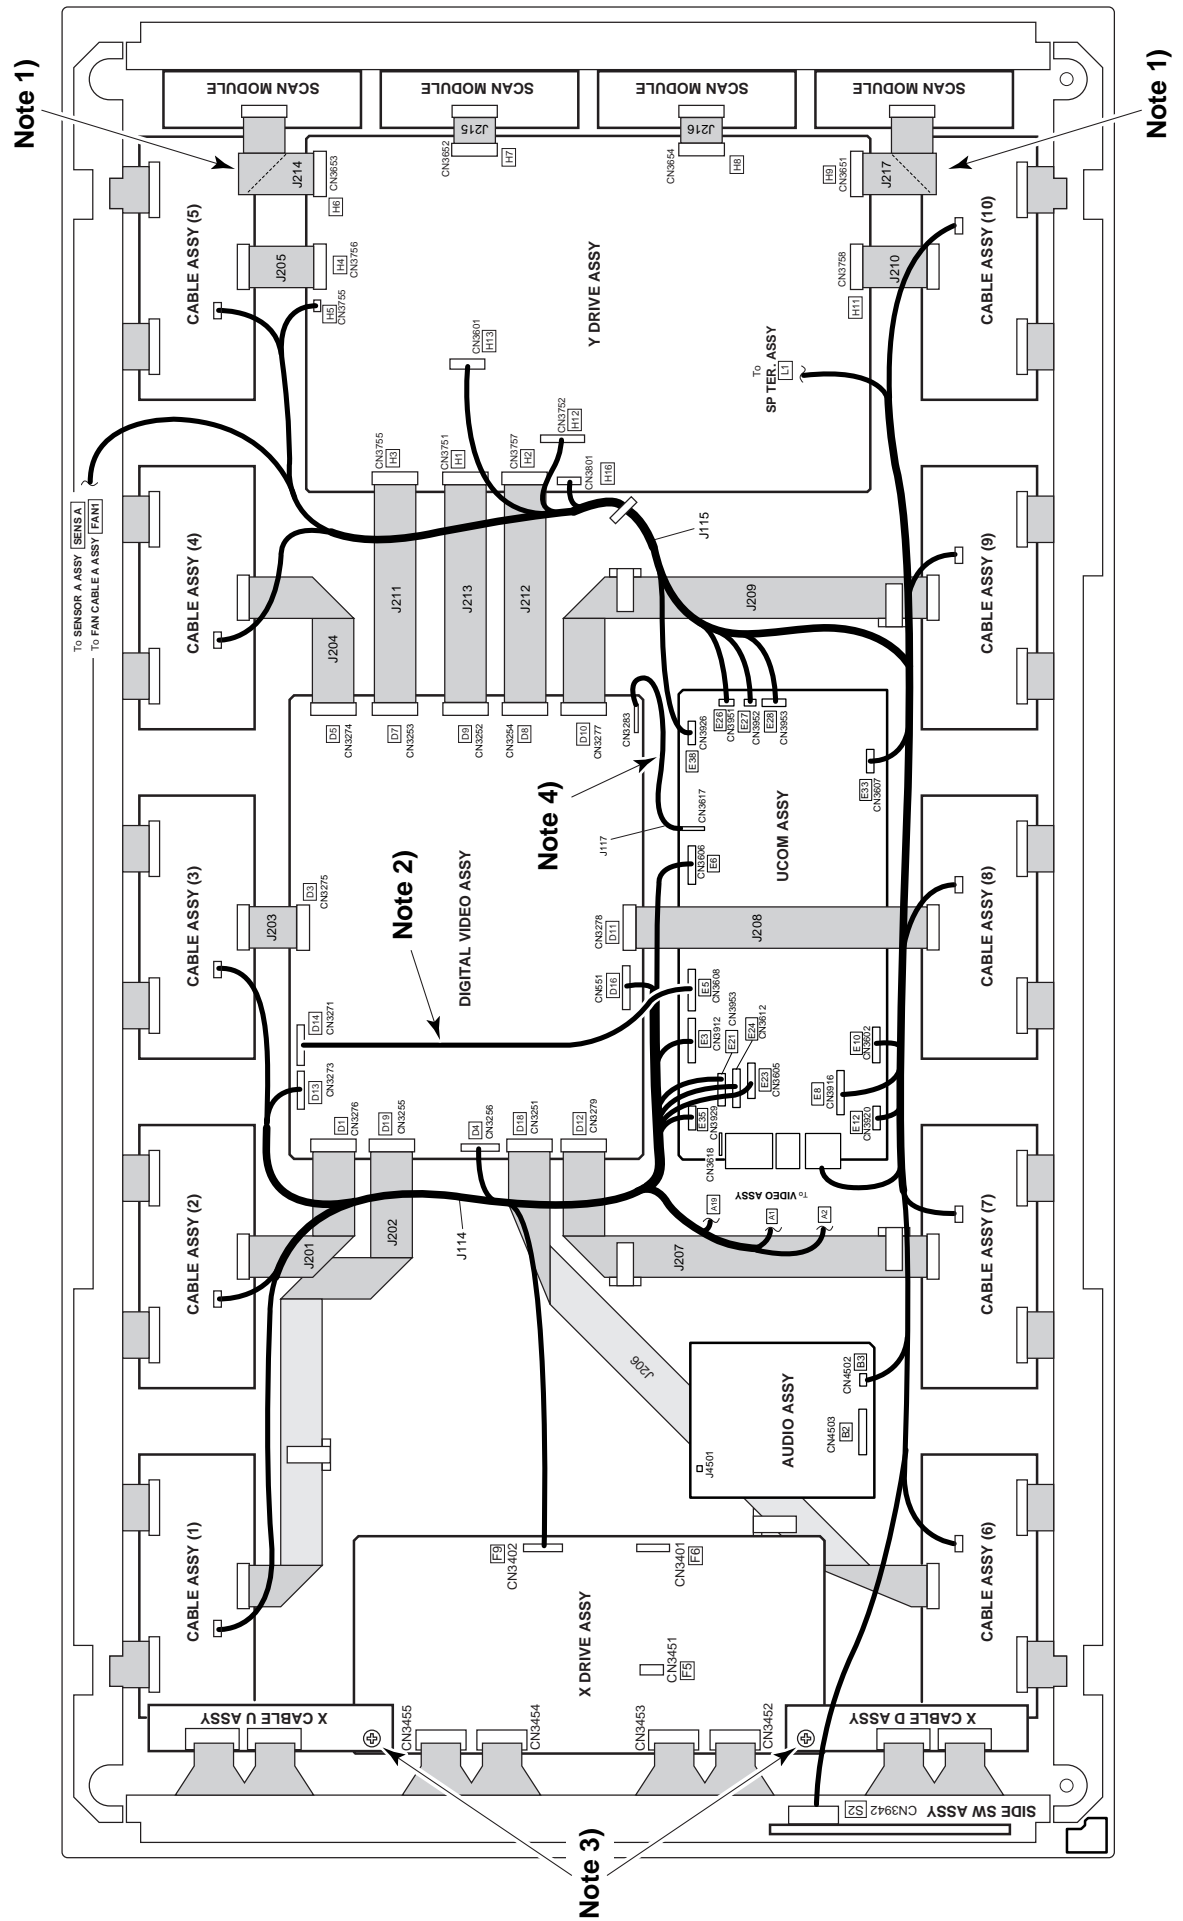 Note 1)
Note 1)
SCAN MODULE
SCAN MODULE
SCAN MODULE
SCAN MODULE
J214
CN3653
H6
J215
CN3652
H7
J216
CN3654
H8
H9
CN3651
J217
CABLE ASSY (5)
J205
H4
CN3756
H5
CN3755
Y DRIVE ASSY
CN3758
H11
J210
CABLE ASSY (10)
CN3601
H13
To
SP TER. ASSY
L1
CN3755
H3
CN3751
H1
CN3757
H2
CN3752
H12
CN3801
H16
To SENSOR A ASSY SENS A
To FAN CABLE A ASSY FAN1
CABLE ASSY (4)
J204
J211
J213
J212
J115
J209
CABLE ASSY (9)
D5
CN3274
D7
CN3253
D9
CN3252
CN3254
D8
D10
CN3277
CN3283
CN3926
E38
E26
CN3951
E27
CN3952
E28
CN3953
E33
CN3607
Note 4)
J117
CN3617
CN3606
E6
UCOM ASSY
CABLE ASSY (3)
J203
D3
CN3275
Note 2)
DIGITAL VIDEO ASSY
CN3278
D11
J208
CABLE ASSY (8)
CN551
D16
E5
CN3608
D14
CN3271
D13
CN3273
E3
CN3912
E21
CN3953
E24
CN3612
E23
CN3605
E35
CN3929
CN3618
E10
CN3602
E8
CN3916
E12
CN3920
D1
CN3276
D19
CN3255
D4
CN3256
D18
CN3251
D12
CN3279
CABLE ASSY (2)
J201
J202
J114
J207
To VIDEO ASSY
A19
A1
A2
CABLE ASSY (7)
J206
AUDIO ASSY
J4501
CN4502
B3
CN4503
B2
CABLE ASSY (1)
F9
CN3402
CN3401
F6
X DRIVE ASSY
CN3451
F5
CABLE ASSY (6)
X CABLE U ASSY
CN3455
CN3454
CN3453
CN3452
X CABLE D ASSY
SIDE SW ASSY
CN3942
S2
Note 3)